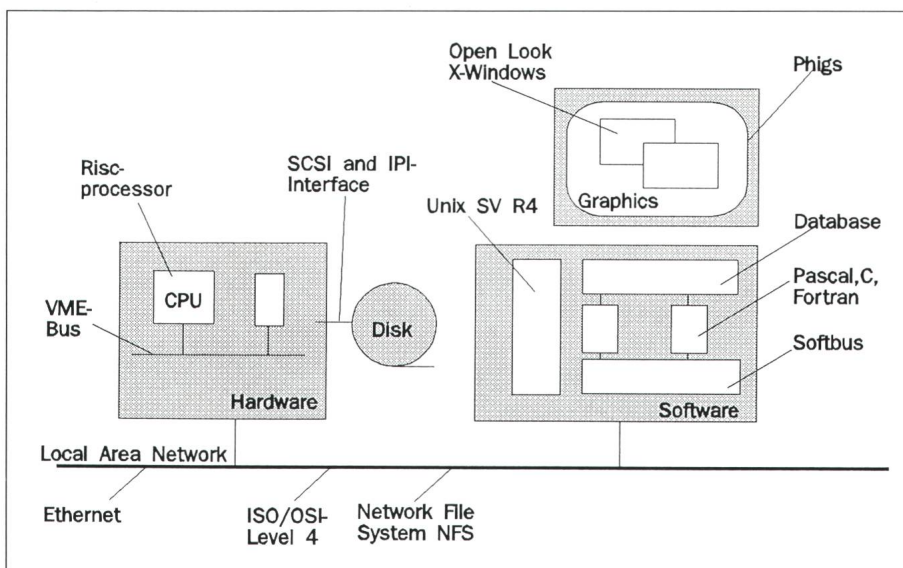 Open Look
X-Windows
Phigs
Graphics
Risc-
processor
SCSI and IPI-
Interface
Unix SV R4
Database
CPU
VME-
Bus
Disk
Pascal,C,
Fortran
Softbus
Hardware
Software
Local Area Network
Ethernet
ISO/OSI-
Level 4
Network File
System NFS